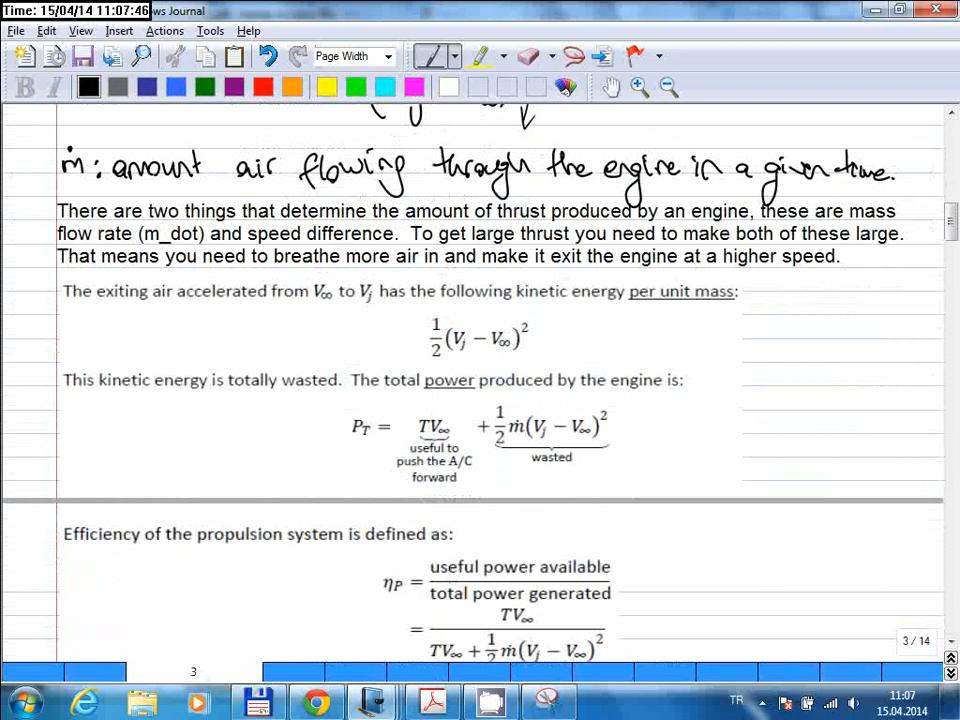 Time: 15/04/14 11:07:46
ws Journal
File Edit View Insert Actions Tools Help
Page Width
B I
ṁ : amount air flowing through the engine in a given time.
There are two things that determine the amount of thrust produced by an engine, these are mass
flow rate (m_dot) and speed difference. To get large thrust you need to make both of these large.
That means you need to breathe more air in and make it exit the engine at a higher speed.
The exiting air accelerated from V∞ to Vj has the following kinetic energy per unit mass:
1/2 (Vj − V∞)²
This kinetic energy is totally wasted. The total power produced by the engine is:
P_T = TV∞ + 1/2 ṁ(Vj − V∞)²
useful to
push the A/C
forward
wasted
Efficiency of the propulsion system is defined as:
η_P = useful power available / total power generated
= TV∞ / TV∞ + 1/2 ṁ(Vj − V∞)²
3 / 14
3
TR
11:07
15.04.2014